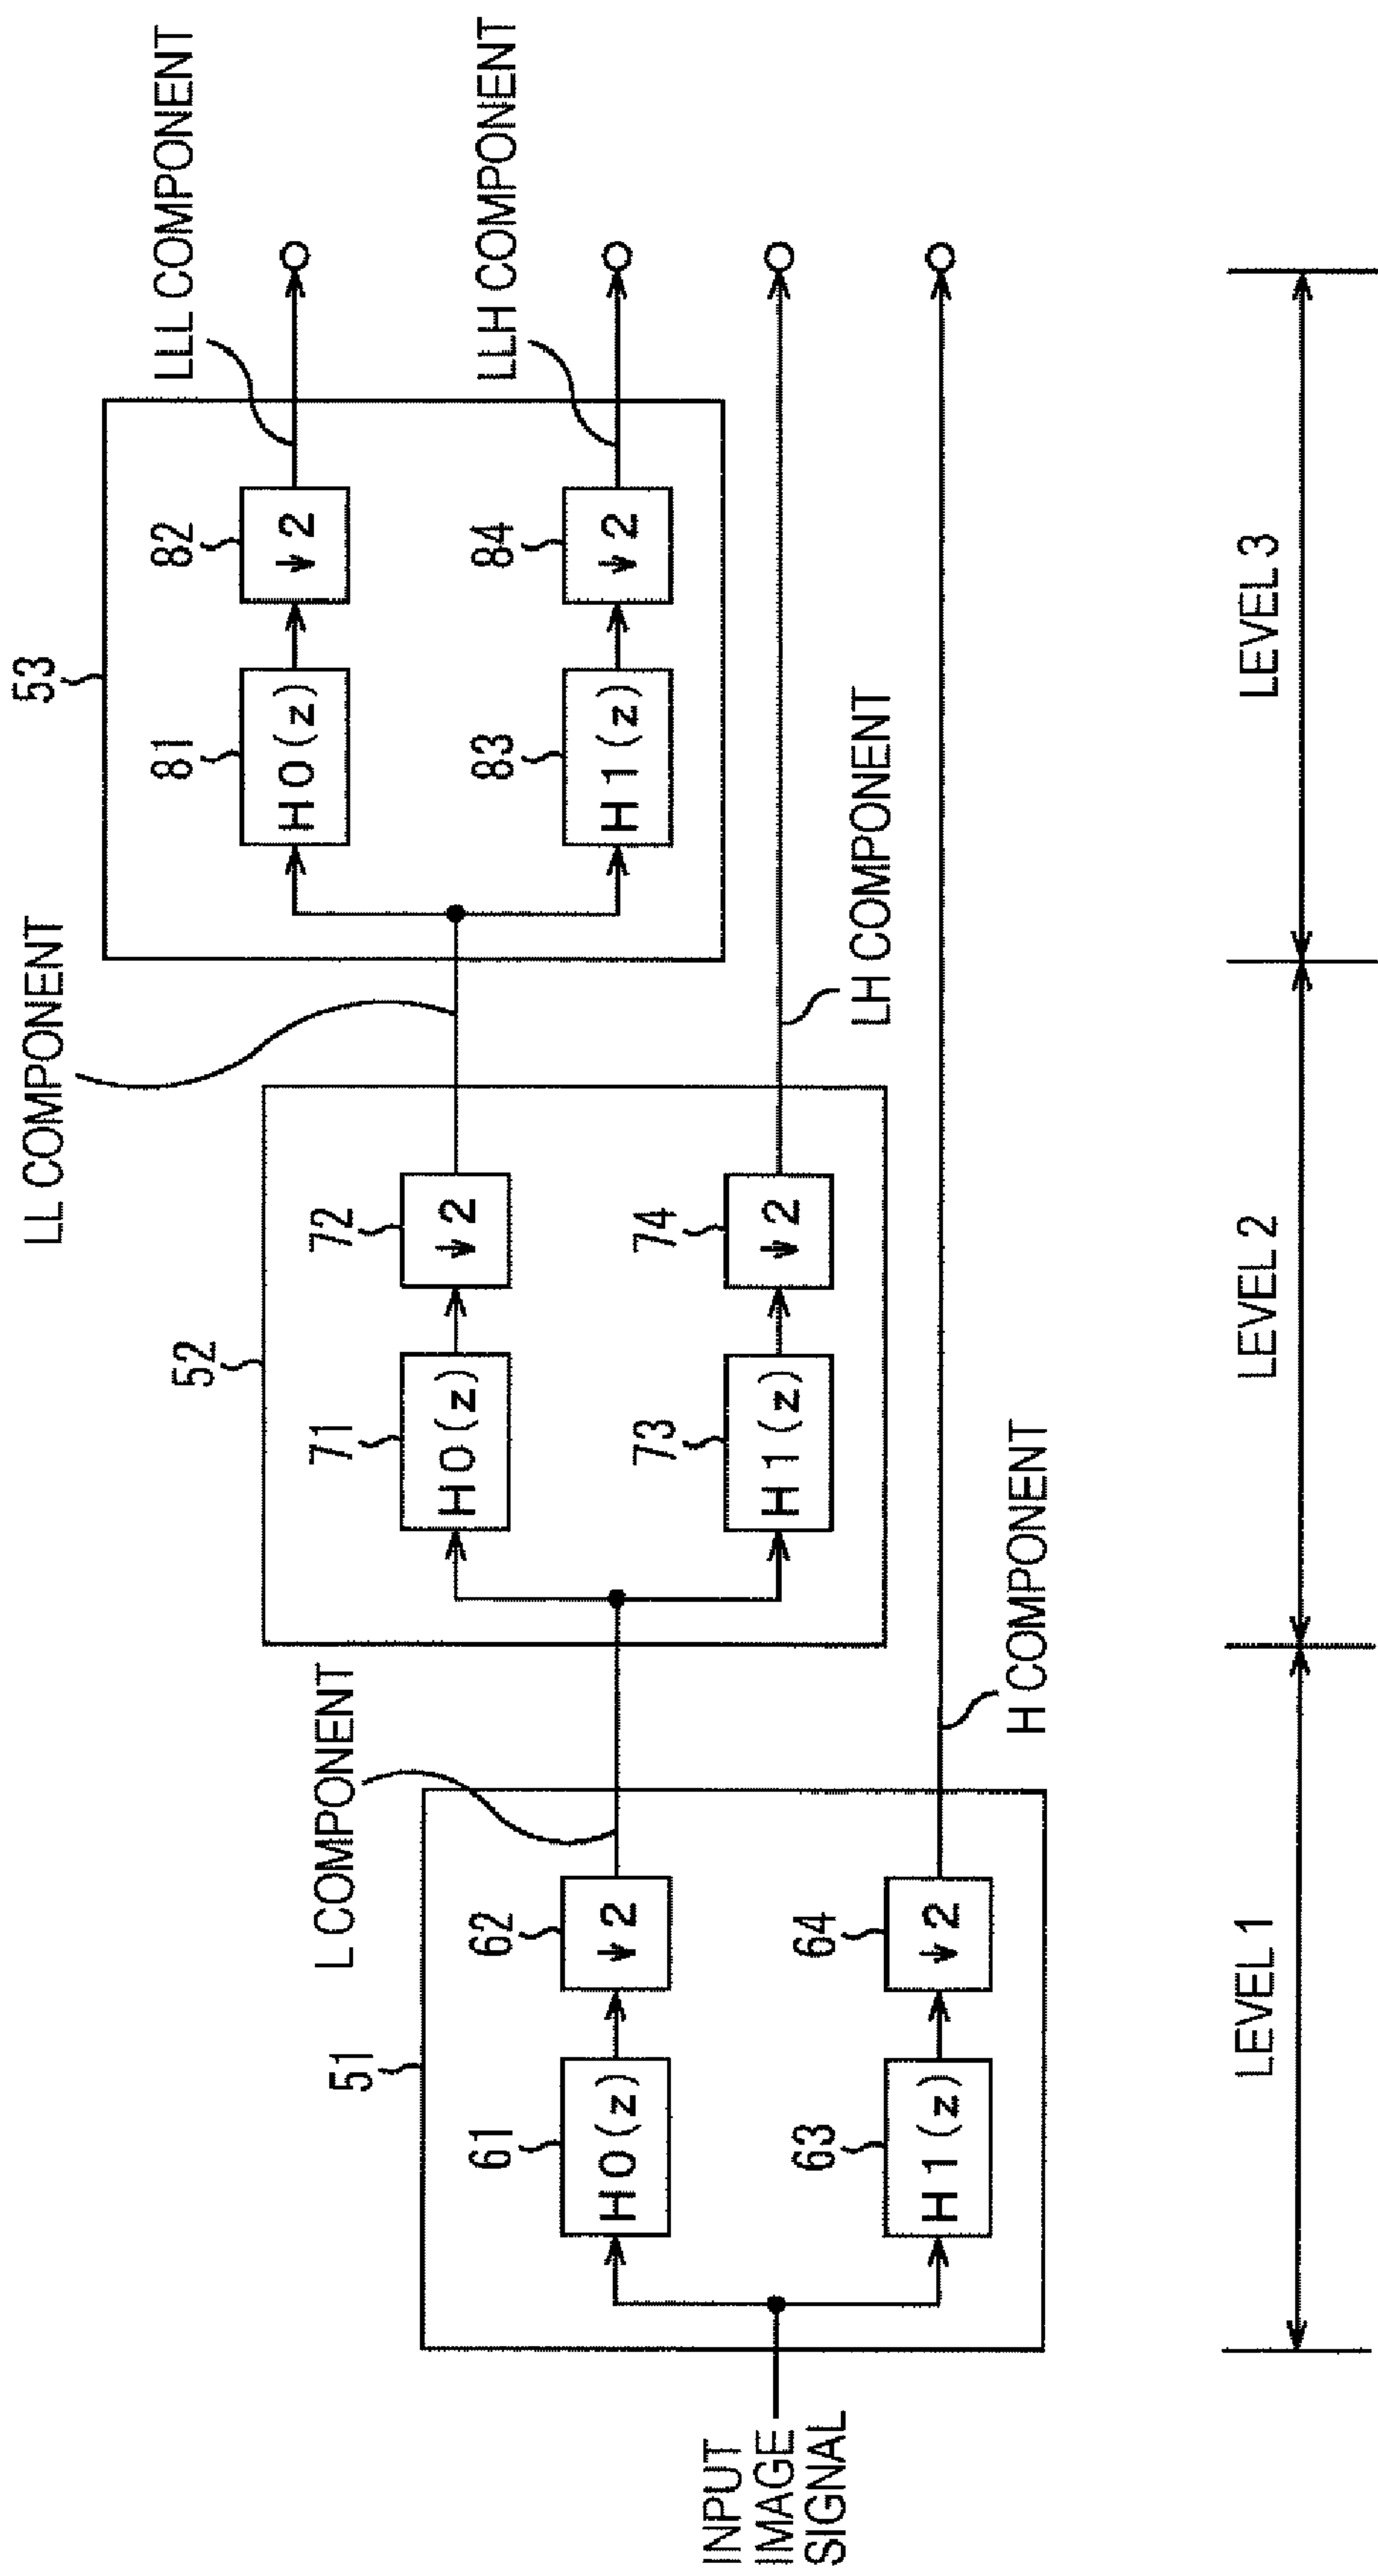 INPUT
IMAGE
SIGNAL
51
61
H0(z)
62
↓2
63
H1(z)
64
↓2
L COMPONENT
H COMPONENT
52
71
H0(z)
72
↓2
73
H1(z)
74
↓2
LL COMPONENT
LH COMPONENT
53
81
H0(z)
82
↓2
83
H1(z)
84
↓2
LLL COMPONENT
LLH COMPONENT
LEVEL 1
LEVEL 2
LEVEL 3